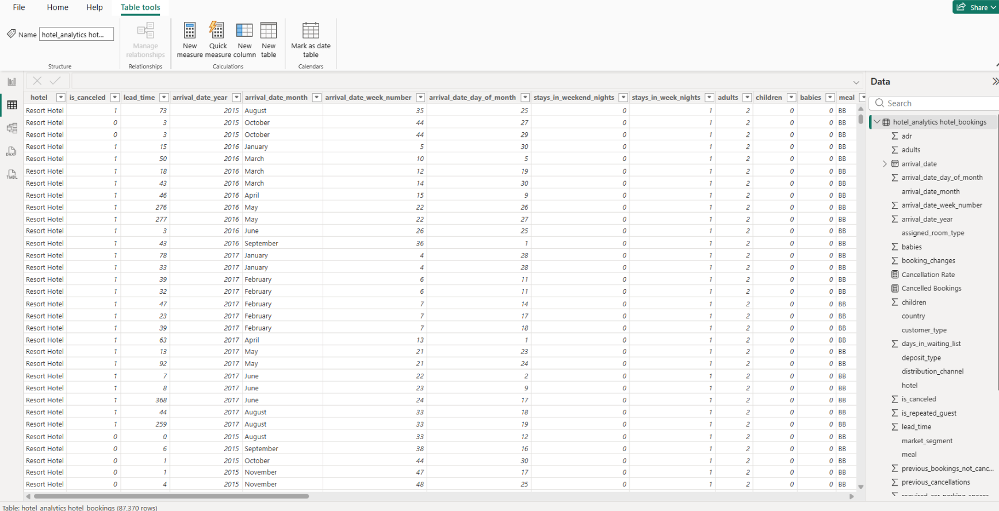 File Home Help Table tools Share
Name hotel_analytics hot...
Manage relationships
New measure
Quick measure
New column
New table
Mark as date table
Structure Relationships Calculations Calendars
hotel is_canceled lead_time arrival_date_year arrival_date_month arrival_date_week_number arrival_date_day_of_month stays_in_weekend_nights stays_in_week_nights adults children babies meal
Resort Hotel 1 73 2015 August 35 25 0 1 2 0 0 BB
Resort Hotel 0 3 2015 October 44 27 0 1 2 0 0 BB
Resort Hotel 0 3 2015 October 44 29 0 1 2 0 0 BB
Resort Hotel 1 15 2016 January 5 30 0 1 2 0 0 BB
Resort Hotel 1 50 2016 March 10 5 0 1 2 0 0 BB
Resort Hotel 1 18 2016 March 12 19 0 1 2 0 0 BB
Resort Hotel 1 43 2016 March 14 30 0 1 2 0 0 BB
Resort Hotel 1 46 2016 April 15 9 0 1 2 0 0 BB
Resort Hotel 1 276 2016 May 22 26 0 1 2 0 0 BB
Resort Hotel 1 277 2016 May 22 27 0 1 2 0 0 BB
Resort Hotel 1 3 2016 June 26 25 0 1 2 0 0 BB
Resort Hotel 1 43 2016 September 36 1 0 1 2 0 0 BB
Resort Hotel 1 78 2017 January 4 28 0 1 2 0 0 BB
Resort Hotel 1 33 2017 January 4 28 0 1 2 0 0 BB
Resort Hotel 1 39 2017 February 6 11 0 1 2 0 0 BB
Resort Hotel 1 32 2017 February 6 11 0 1 2 0 0 BB
Resort Hotel 1 47 2017 February 7 14 0 1 2 0 0 BB
Resort Hotel 1 23 2017 February 7 17 0 1 2 0 0 BB
Resort Hotel 1 39 2017 February 7 18 0 1 2 0 0 BB
Resort Hotel 1 63 2017 April 13 1 0 1 2 0 0 BB
Resort Hotel 1 13 2017 May 21 23 0 1 2 0 0 BB
Resort Hotel 1 92 2017 May 21 24 0 1 2 0 0 BB
Resort Hotel 1 7 2017 June 22 2 0 1 2 0 0 BB
Resort Hotel 1 8 2017 June 23 9 0 1 2 0 0 BB
Resort Hotel 1 368 2017 June 24 17 0 1 2 0 0 BB
Resort Hotel 1 44 2017 August 33 18 0 1 2 0 0 BB
Resort Hotel 1 259 2017 August 33 19 0 1 2 0 0 BB
Resort Hotel 0 0 2015 August 33 12 0 1 2 0 0 BB
Resort Hotel 0 6 2015 September 38 16 0 1 2 0 0 BB
Resort Hotel 0 1 2015 October 44 30 0 1 2 0 0 BB
Resort Hotel 0 1 2015 November 47 17 0 1 2 0 0 BB
Resort Hotel 0 4 2015 November 48 25 0 1 2 0 0 BB
DAX
TMDL
Data
Search
hotel_analytics hotel_bookings
adr
adults
arrival_date
arrival_date_day_of_month
arrival_date_month
arrival_date_week_number
arrival_date_year
assigned_room_type
babies
booking_changes
Cancellation Rate
Cancelled Bookings
children
country
customer_type
days_in_waiting_list
deposit_type
distribution_channel
hotel
is_canceled
is_repeated_guest
lead_time
market_segment
meal
previous_bookings_not_canc...
previous_cancellations
required_car_parking_spaces
Table: hotel_analytics hotel_bookings (87,370 rows)